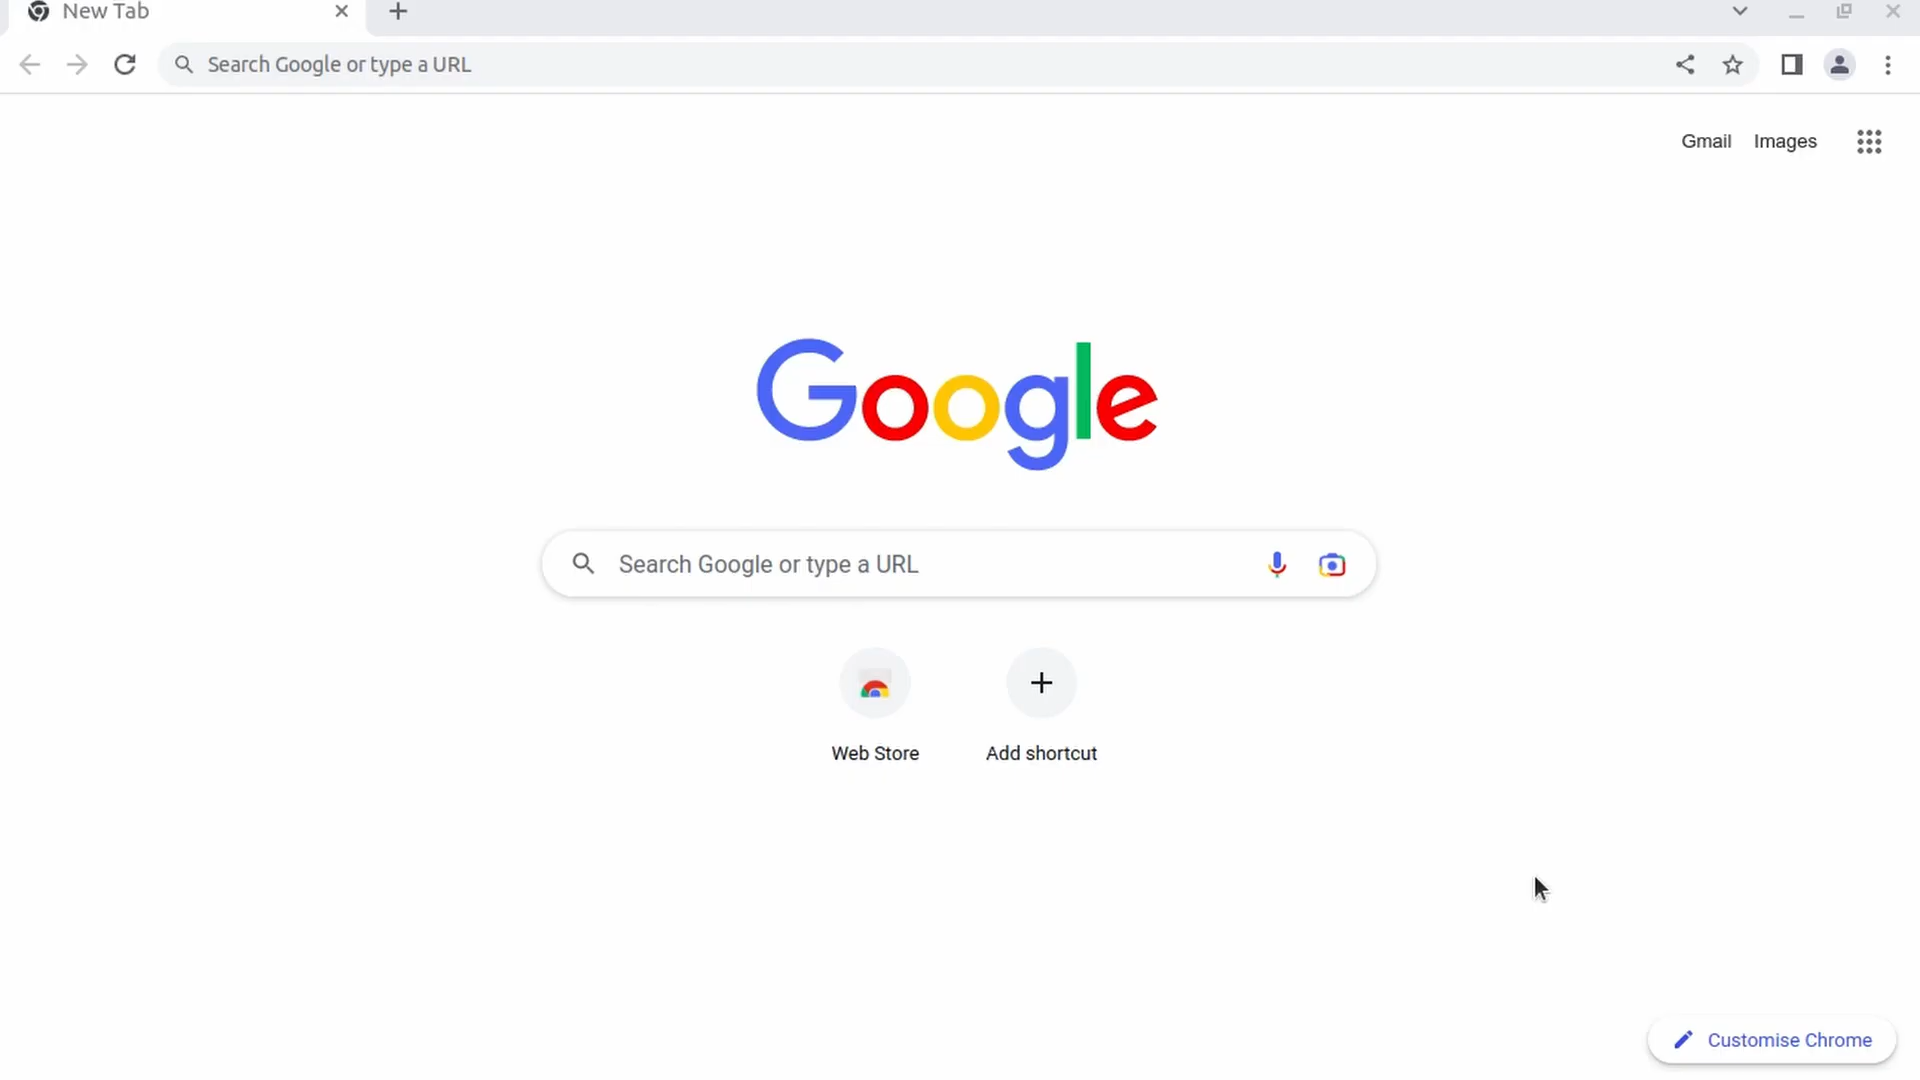 New Tab
Search Google or type a URL
Gmail Images
Google
Search Google or type a URL
Web Store Add shortcut
Customise Chrome